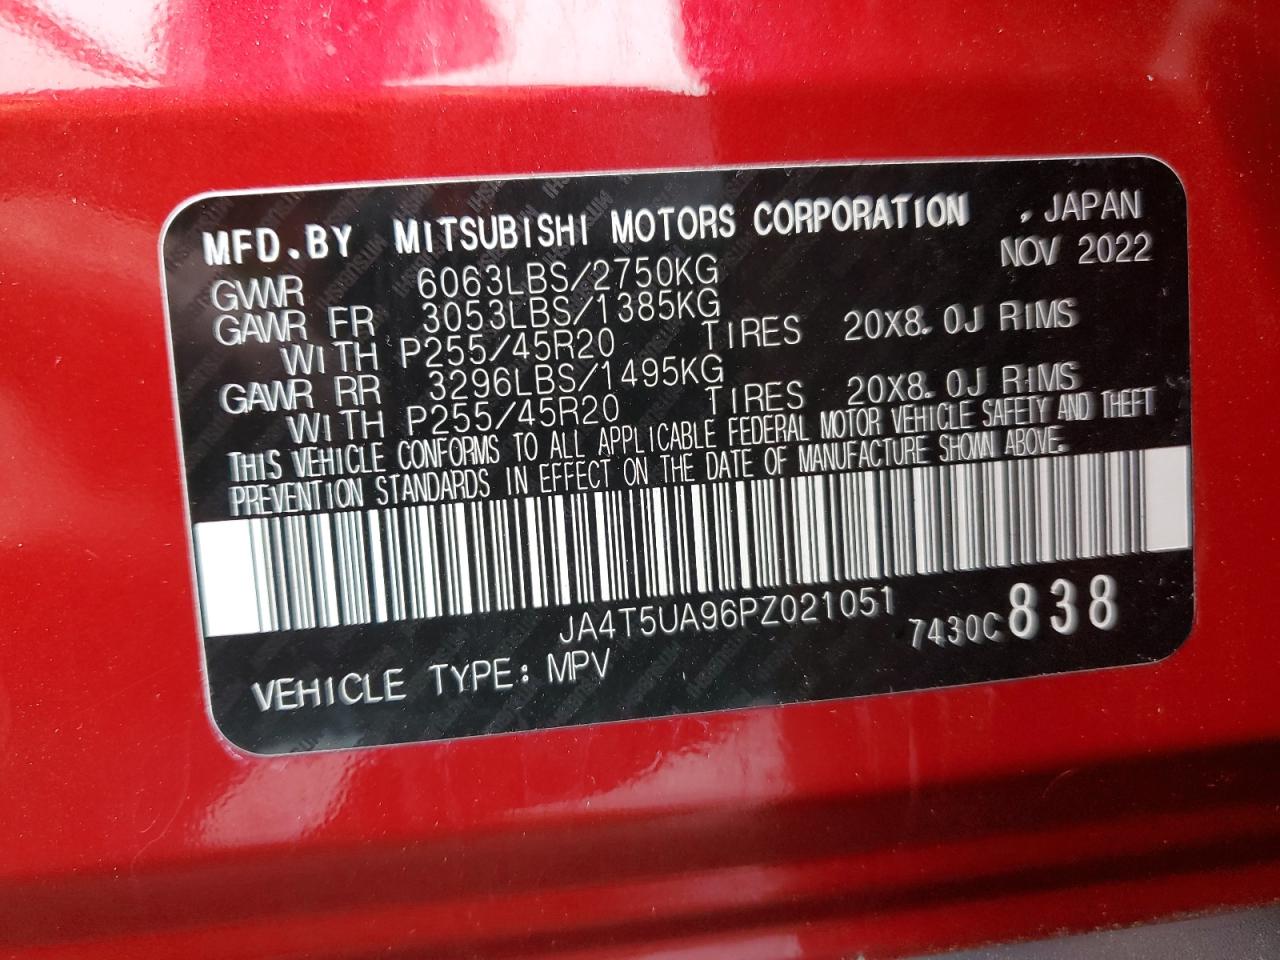 MFD.BY MITSUBISHI MOTORS CORPORATION , JAPAN
NOV 2022
GVWR 6063LBS/2750KG
GAWR FR 3053LBS/1385KG
WITH P255/45R20 TIRES 20X8.0J RIMS
GAWR RR 3296LBS/1495KG
WITH P255/45R20 TIRES 20X8.0J RIMS
THIS VEHICLE CONFORMS TO ALL APPLICABLE FEDERAL MOTOR VEHICLE SAFETY AND THEFT
PREVENTION STANDARDS IN EFFECT ON THE DATE OF MANUFACTURE SHOWN ABOVE.
JA4T5UA96PZ021051 7430C838
VEHICLE TYPE: MPV